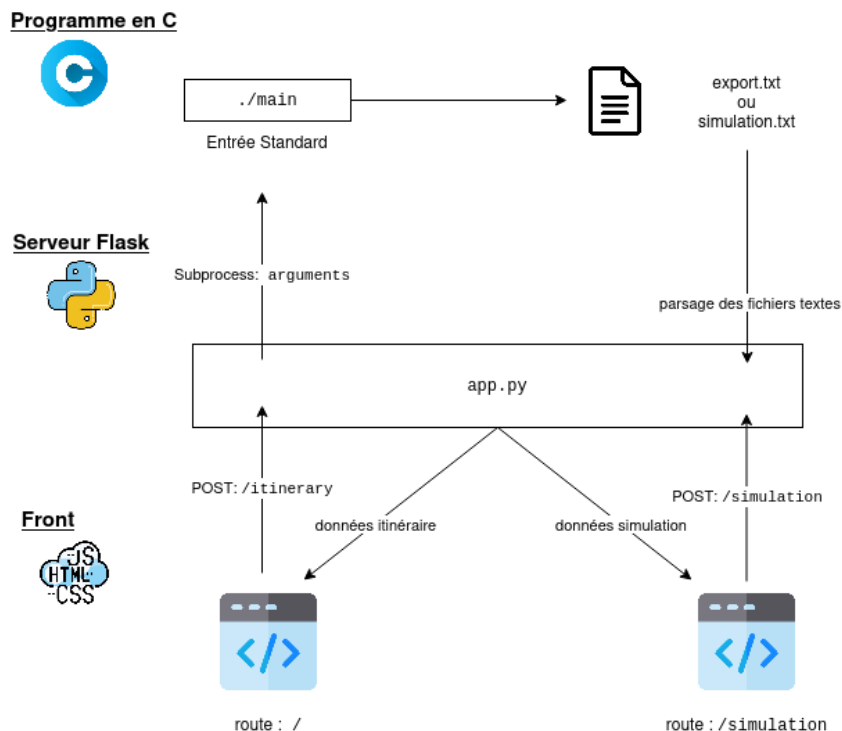 Programme en C
./main
Entrée Standard
export.txt
ou
simulation.txt
Serveur Flask
Subprocess: arguments
parsage des fichiers textes
app.py
POST: /itinerary
POST: /simulation
Front
données itinéraire
données simulation
JS
HTML
CSS
route : /
route : /simulation